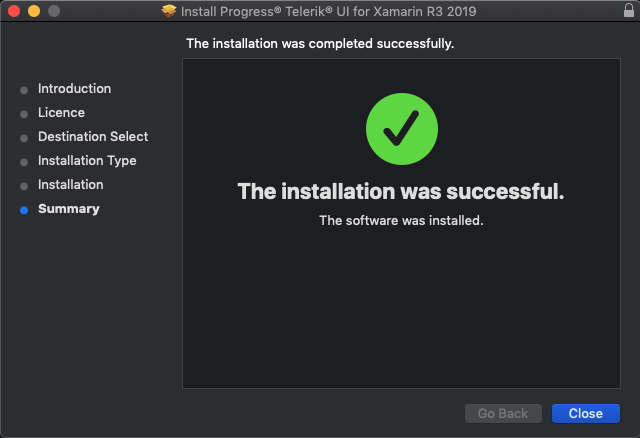 Install Progress® Telerik® UI for Xamarin R3 2019
The installation was completed successfully.
Introduction
Licence
Destination Select
Installation Type
Installation
Summary
The installation was successful.
The software was installed.
Go Back
Close